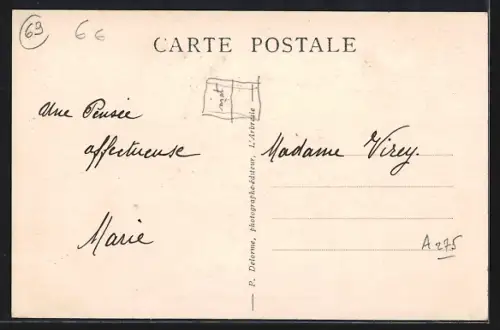 69
66
CARTE POSTALE
Une Pensée
affectueuse
Marie
P. Delorme, photographe-éditeur, L'Arbresle
Madame Virey.
A 275